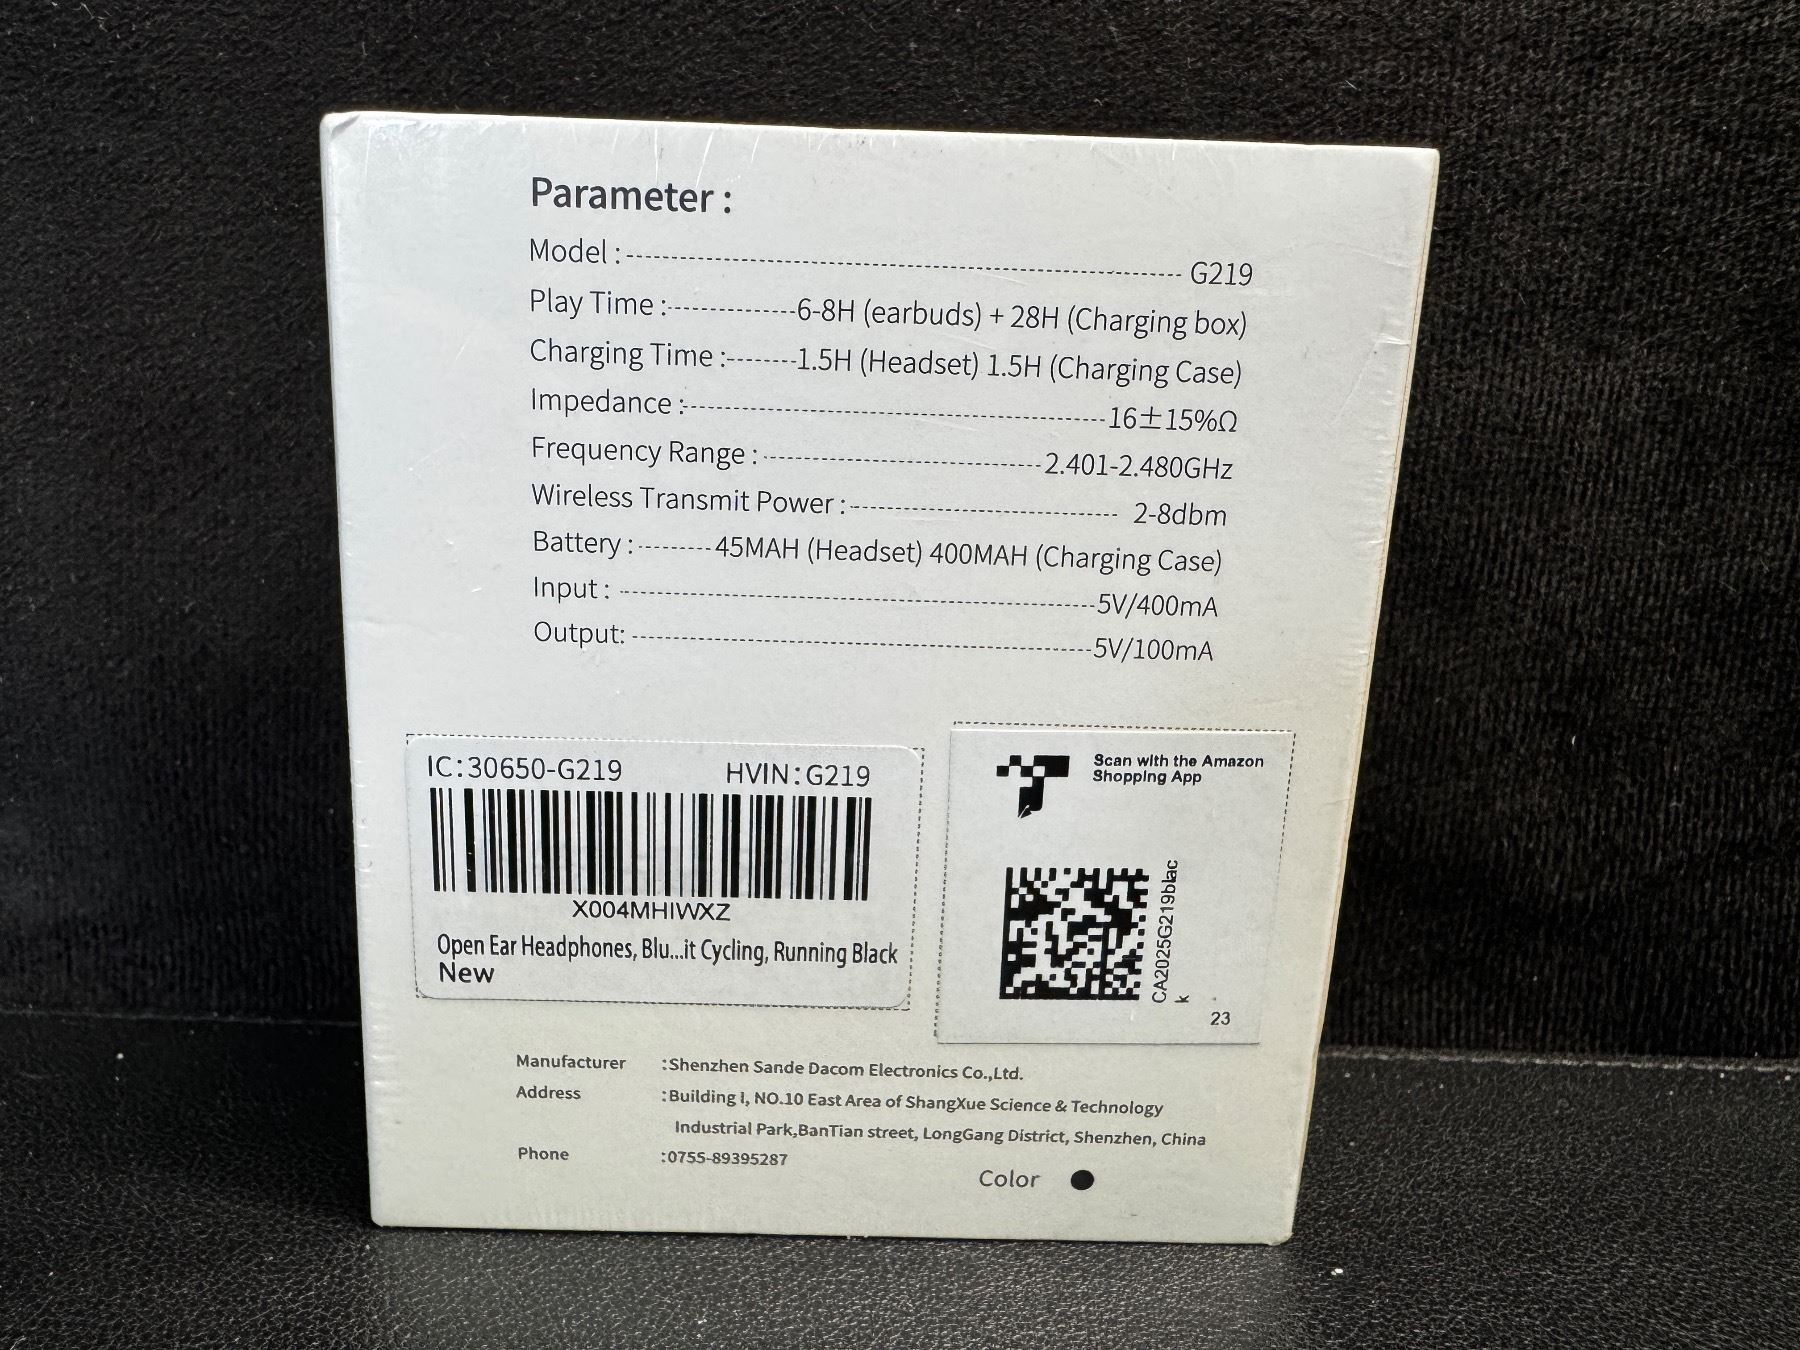 Parameter :
Model : G219
Play Time : 6-8H (earbuds) + 28H (Charging box)
Charging Time : 1.5H (Headset) 1.5H (Charging Case)
Impedance : 16±15%Ω
Frequency Range : 2.401-2.480GHz
Wireless Transmit Power : 2-8dbm
Battery : 45MAH (Headset) 400MAH (Charging Case)
Input : 5V/400mA
Output: 5V/100mA
IC:30650-G219 HVIN:G219
X004MHIWXZ
Open Ear Headphones, Blu...it Cycling, Running Black
New
Scan with the Amazon
Shopping App
CA2025G219blac
k
23
Manufacturer :Shenzhen Sande Dacom Electronics Co.,Ltd.
Address :Building I, NO.10 East Area of ShangXue Science & Technology
Industrial Park,BanTian street, LongGang District, Shenzhen, China
Phone :0755-89395287
Color